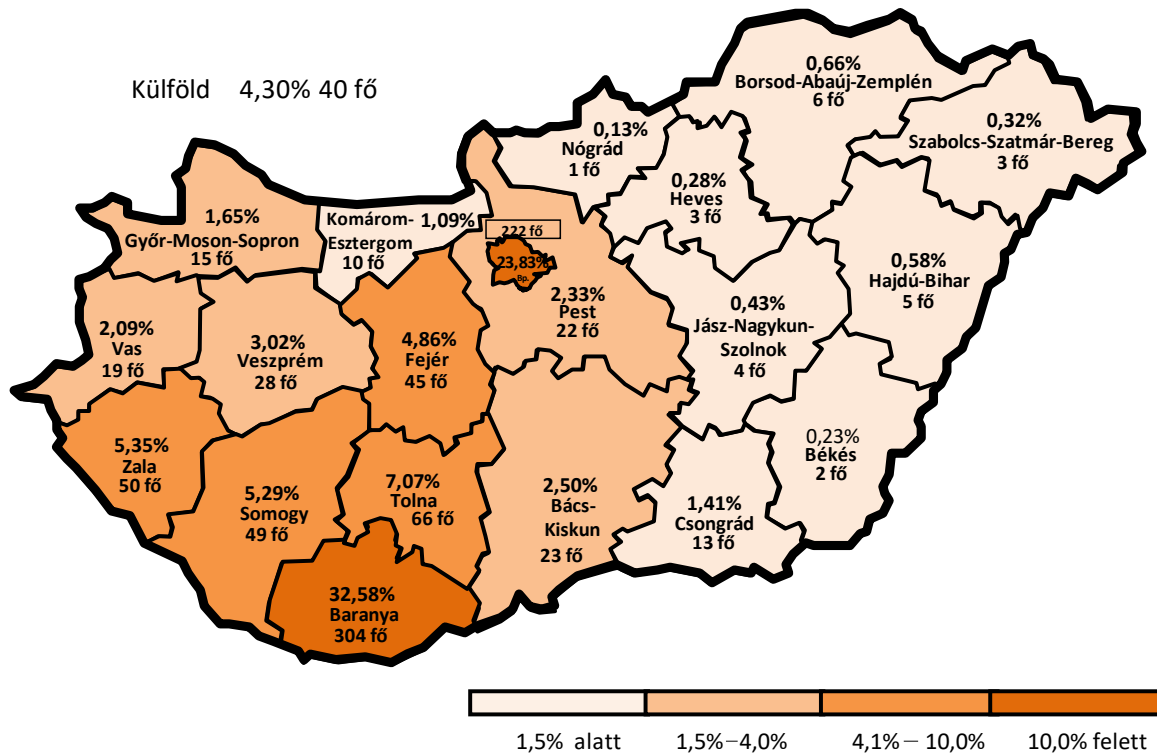 Külföld 4,30% 40 fő
0,66%
Borsod-Abaúj-Zemplén
6 fő
0,32%
Szabolcs-Szatmár-Bereg
3 fő
0,13%
Nógrád
1 fő
0,28%
Heves
3 fő
0,58%
Hajdú-Bihar
5 fő
1,65%
Győr-Moson-Sopron
15 fő
Komárom- 1,09%
Esztergom
10 fő
222 fő
23,83%
Bp.
2,33%
Pest
22 fő
0,43%
Jász-Nagykun-
Szolnok
4 fő
2,09%
Vas
19 fő
3,02%
Veszprém
28 fő
4,86%
Fejér
45 fő
5,35%
Zala
50 fő
5,29%
Somogy
49 fő
7,07%
Tolna
66 fő
2,50%
Bács-
Kiskun
23 fő
1,41%
Csongrád
13 fő
0,23%
Békés
2 fő
32,58%
Baranya
304 fő
1,5% alatt
1,5%−4,0%
4,1% − 10,0%
10,0% felett